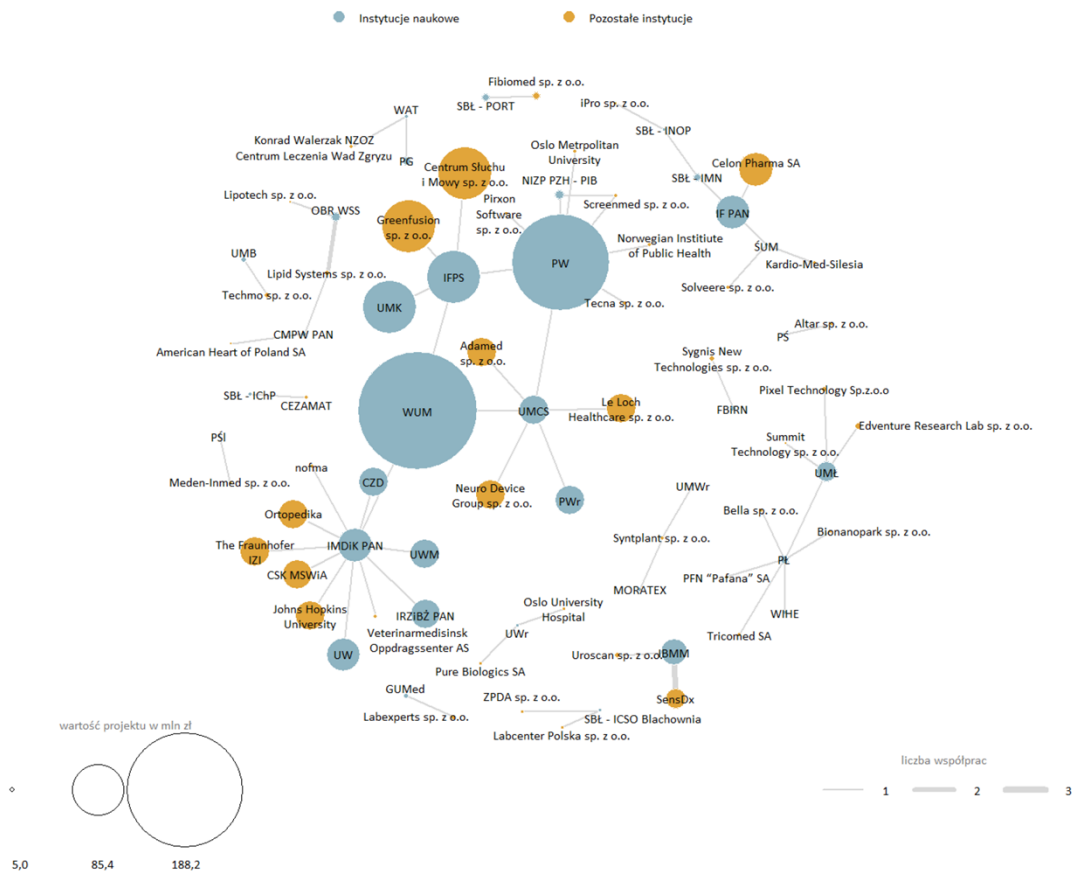 Instytucje naukowe
Pozostałe instytucje
Fibiomed sp. z o.o.
SBŁ - PORT
iPro sp. z o.o.
WAT
SBŁ - INOP
Konrad Walerzak NZOZ
Centrum Leczenia Wad Zgryzu
PG
Oslo Metrpolitan
University
Centrum Słuchu
i Mowy sp. z o.o.
Celon Pharma SA
SBŁ - IMN
NIZP PZH - PIB
Lipotech sp. z o.o.
OBR WSS
Pirxon
Software
sp. z o.o.
Screenmed sp. z o.o.
IF PAN
Greenfusion
sp. z o.o.
Norwegian Institiute
of Public Health
ŚUM
UMB
Kardio-Med-Silesia
PW
Lipid Systems sp. z o.o.
IFPS
Solveere sp. z o.o.
Techmo sp. z o.o.
Tecna sp. z o.o.
UMK
CMPW PAN
American Heart of Poland SA
Altar sp. z o.o.
PŚ
Adamed
sp. z o.o.
Sygnis New
Technologies sp. z o.o.
SBŁ - IChP
CEZAMAT
Pixel Technology Sp.z.o.o
WUM
UMCS
Le Loch
Healthcare sp. z o.o.
FBIRN
Edventure Research Lab sp. z o.o.
PŚl
Summit
Technology sp. z o.o.
nofma
UMŁ
Meden-Inmed sp. z o.o.
CZD
Neuro Device
Group sp. z o.o.
UMWr
PWr
Bella sp. z o.o.
Ortopedika
Bionanopark sp. z o.o.
The Fraunhofer
IZI
IMDiK PAN
Syntplant sp. z o.o.
UWM
PŁ
CSK MSWiA
PFN "Pafana" SA
MORATEX
Johns Hopkins
University
IRZIBŻ PAN
Oslo University
Hospital
WIHE
Veterinarmedisinsk
Oppdragssenter AS
UWr
Tricomed SA
UW
Uroscan sp. z o.o.
IBMM
Pure Biologics SA
GUMed
ZPDA sp. z o.o.
SensDx
Labexperts sp. z o.o.
SBŁ - ICSO Blachownia
Labcenter Polska sp. z o.o.
wartość projektu w mln zł
5,0
85,4
188,2
liczba współprac
1
2
3